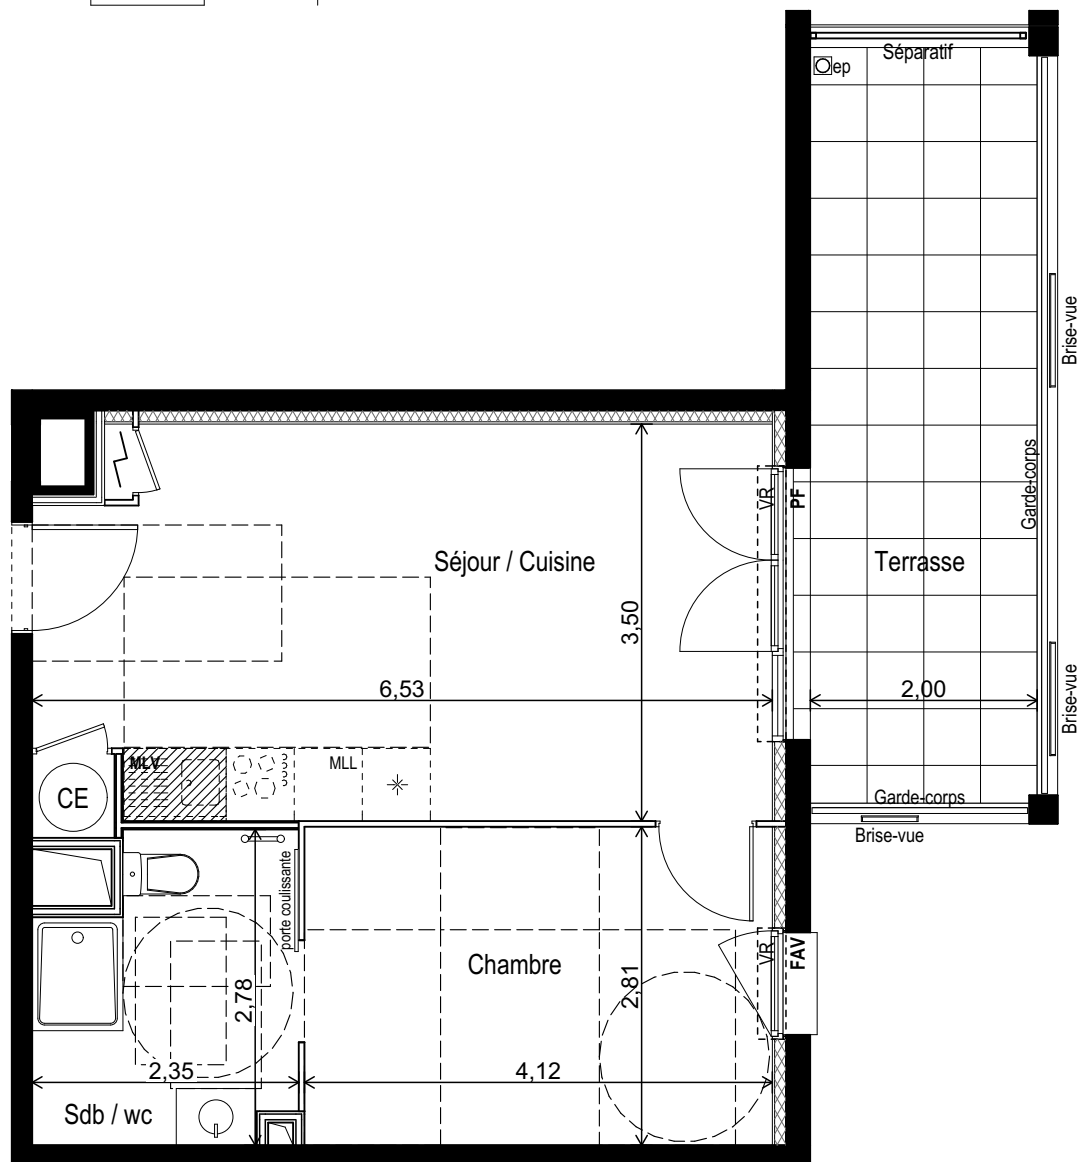 Séparatif
ep
Brise-vue
Garde-corps
VR
PF
Séjour / Cuisine
Terrasse
3,50
6,53
2,00
Brise-vue
MLV
MLL
CE
Garde-corps
Brise-vue
porte coulissante
Chambre
VR
FAV
2,78
2,81
2,35
4,12
Sdb / wc